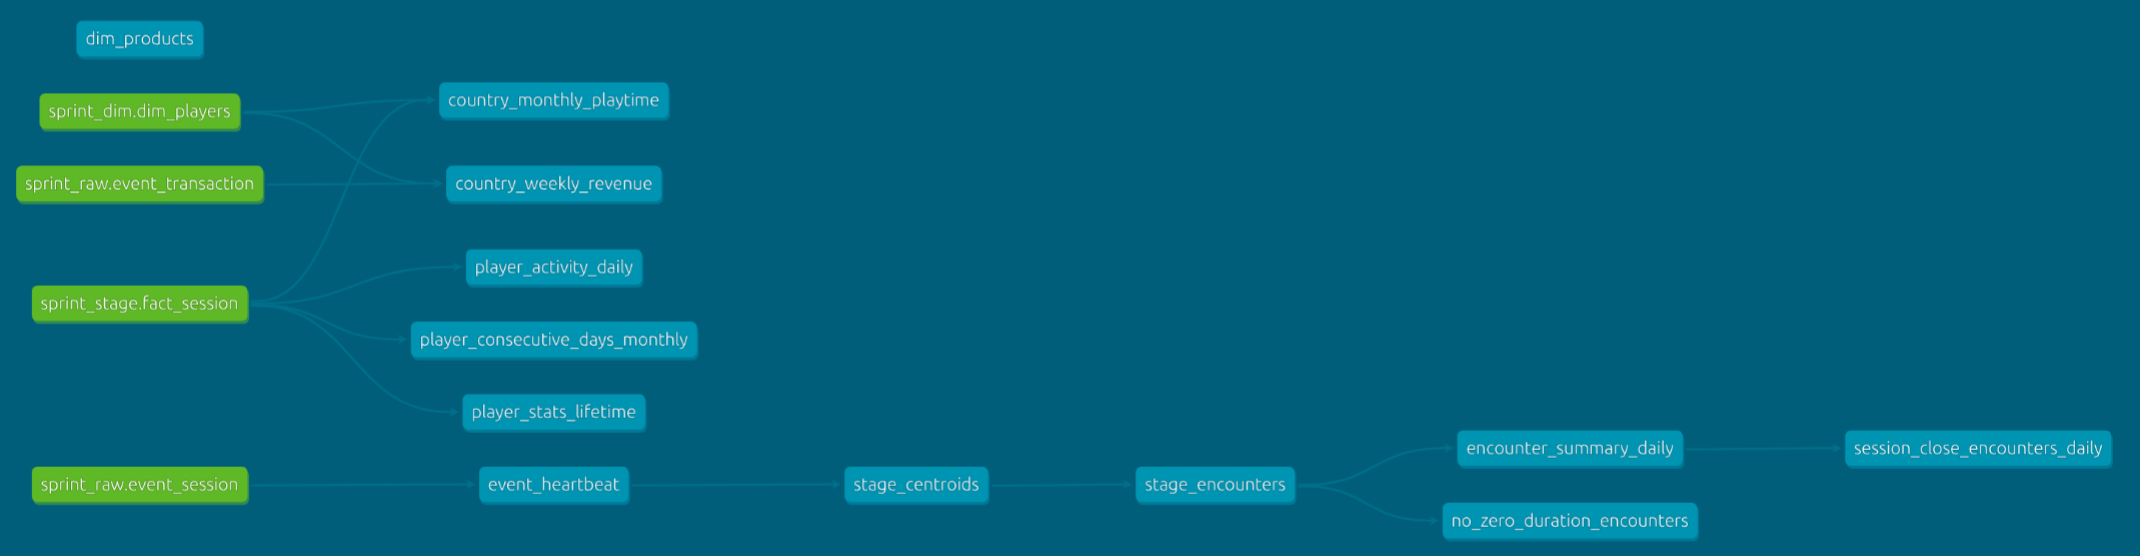 dim_products
sprint_dim.dim_players
country_monthly_playtime
sprint_raw.event_transaction
country_weekly_revenue
player_activity_daily
sprint_stage.fact_session
player_consecutive_days_monthly
player_stats_lifetime
encounter_summary_daily
session_close_encounters_daily
sprint_raw.event_session
event_heartbeat
stage_centroids
stage_encounters
no_zero_duration_encounters